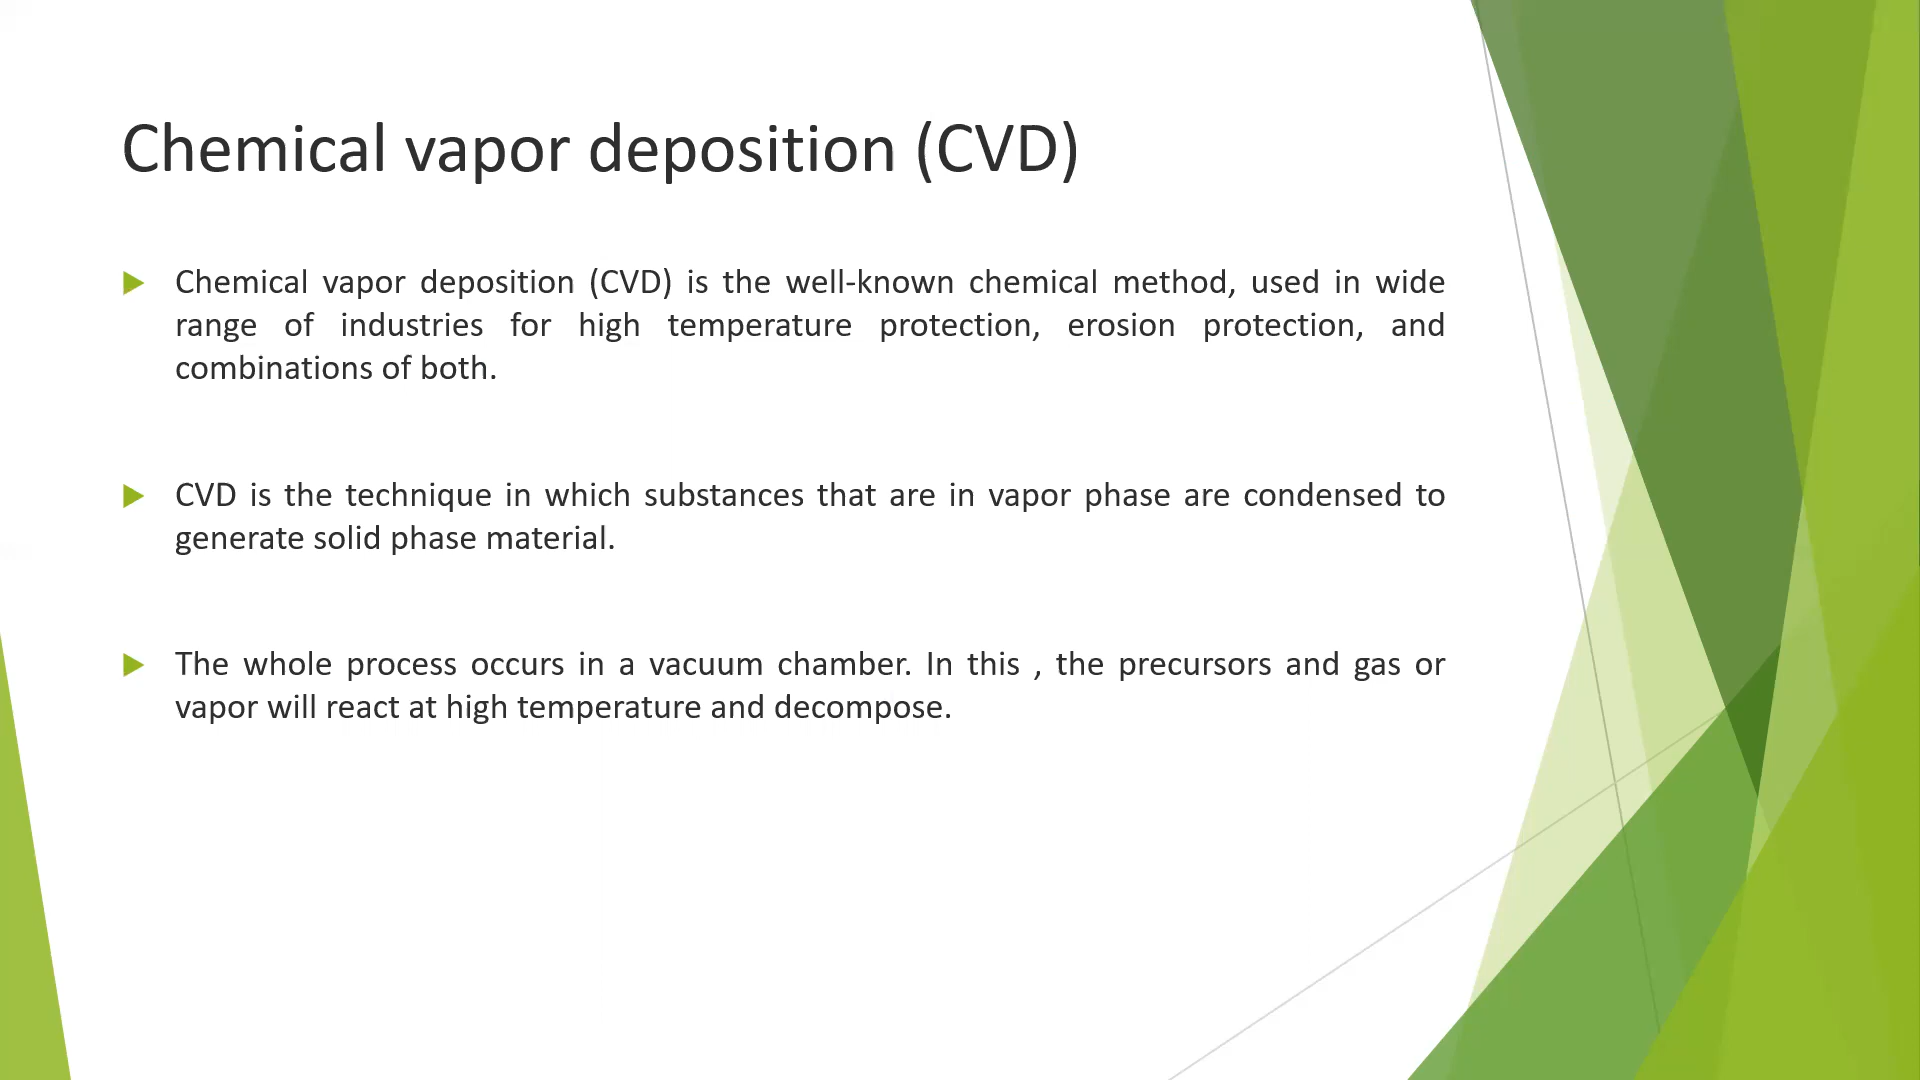 Chemical vapor deposition (CVD)
Chemical vapor deposition (CVD) is the well-known chemical method, used in wide
range of industries for high temperature protection, erosion protection, and
combinations of both.
CVD is the technique in which substances that are in vapor phase are condensed to
generate solid phase material.
The whole process occurs in a vacuum chamber. In this , the precursors and gas or
vapor will react at high temperature and decompose.